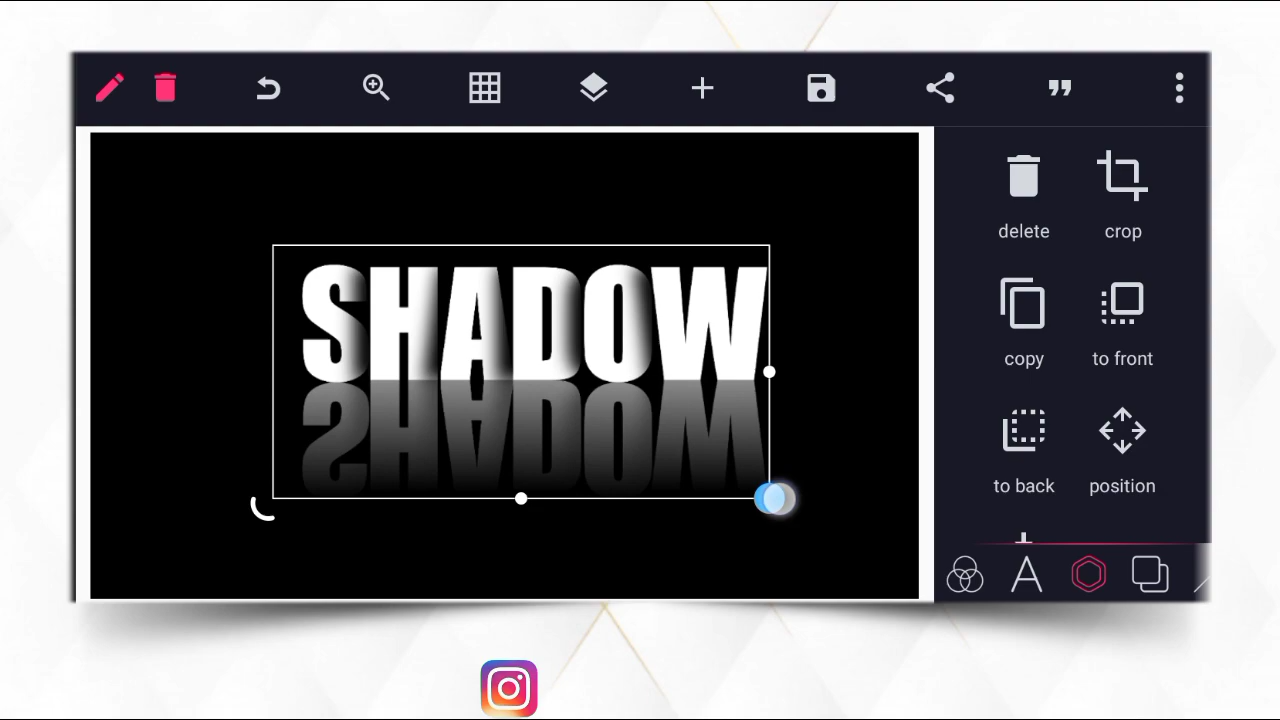 delete
crop
SHADOW
copy
to front
to back
position